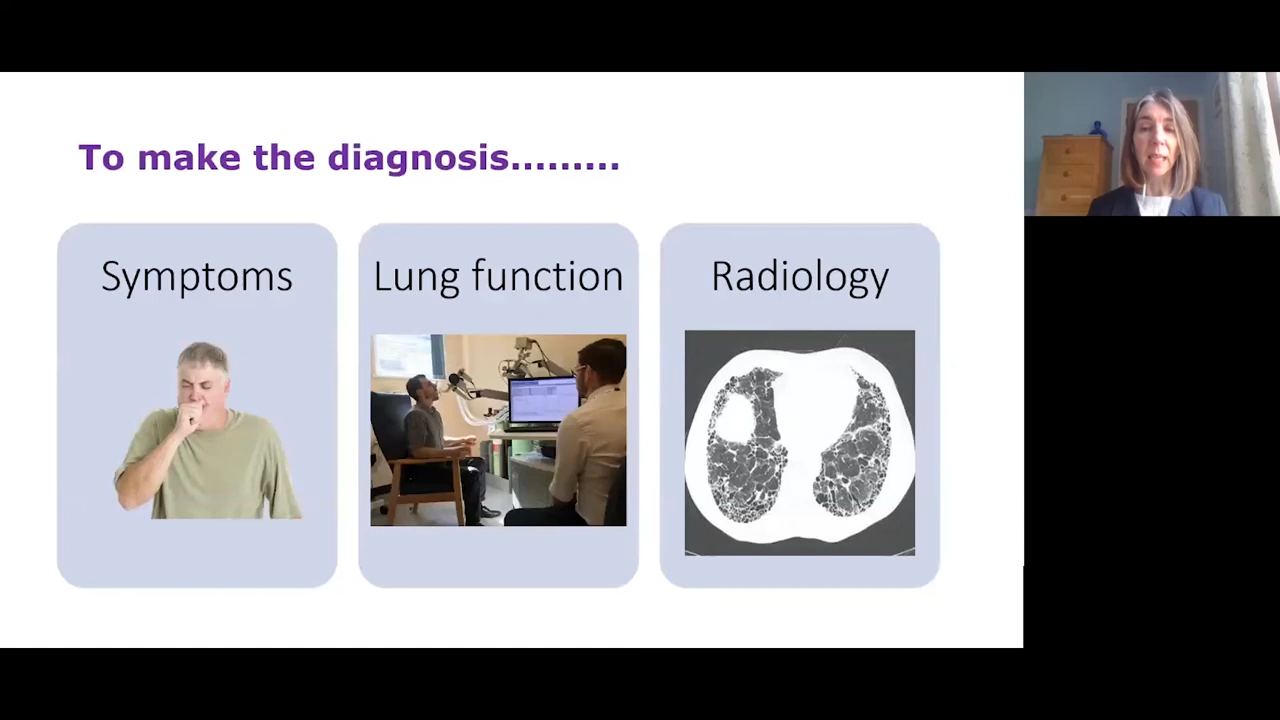 To make the diagnosis.........
Symptoms
Lung function
Radiology